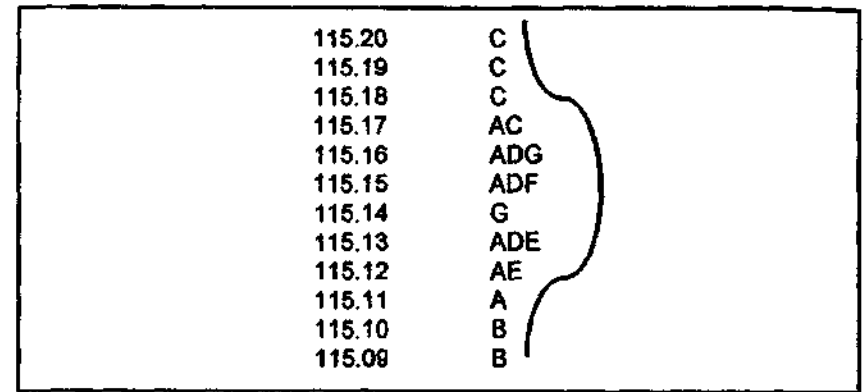 115.20 C
115.19 C
115.18 C
115.17 AC
115.16 ADG
115.15 ADF
115.14 G
115.13 ADE
115.12 AE
115.11 A
115.10 B
115.09 B